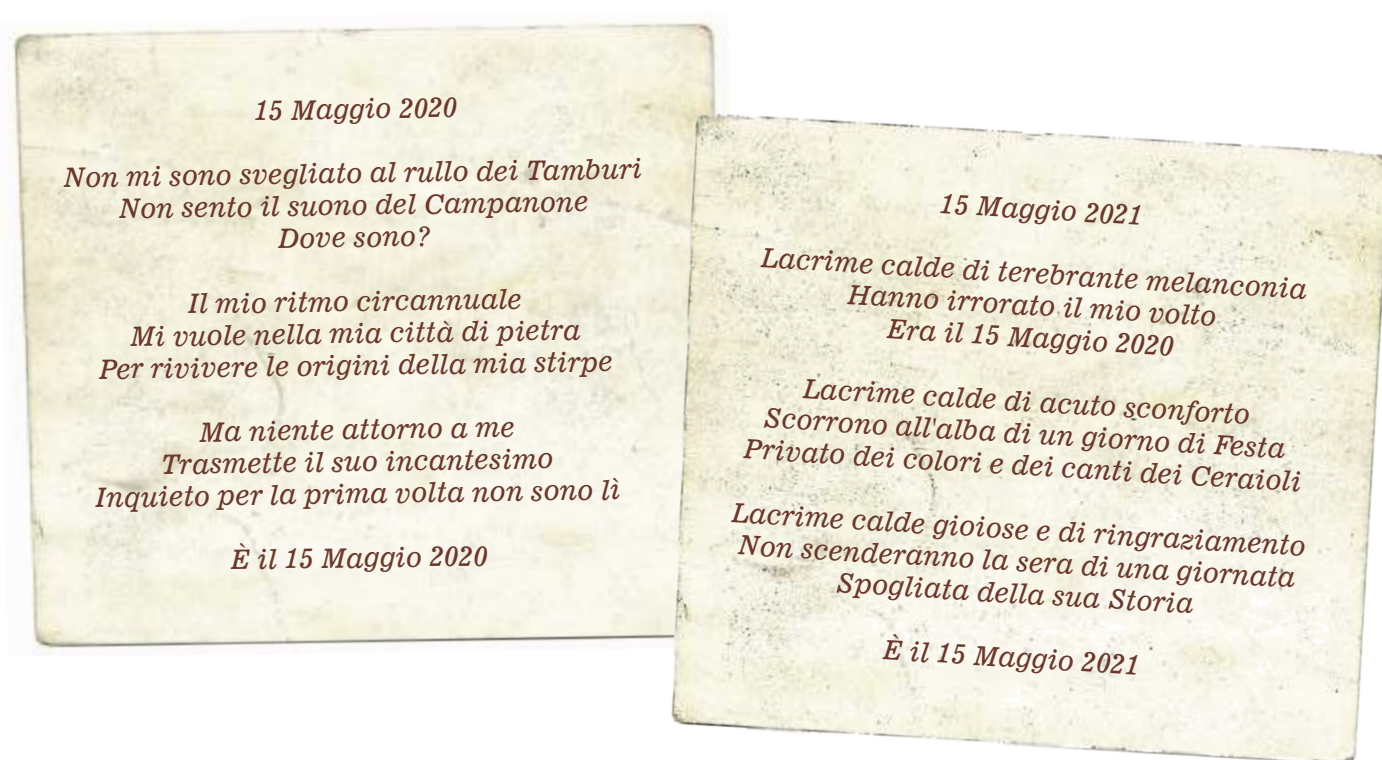 15 Maggio 2020
Non mi sono svegliato al rullo dei Tamburi
Non sento il suono del Campanone
Dove sono?
Il mio ritmo circannuale
Mi vuole nella mia città di pietra
Per rivivere le origini della mia stirpe
Ma niente attorno a me
Trasmette il suo incantesimo
Inquieto per la prima volta non sono lì
È il 15 Maggio 2020
15 Maggio 2021
Lacrime calde di terebrante melanconia
Hanno irrorato il mio volto
Era il 15 Maggio 2020
Lacrime calde di acuto sconforto
Scorrono all'alba di un giorno di Festa
Privato dei colori e dei canti dei Ceraioli
Lacrime calde gioiose e di ringraziamento
Non scenderanno la sera di una giornata
Spogliata della sua Storia
È il 15 Maggio 2021